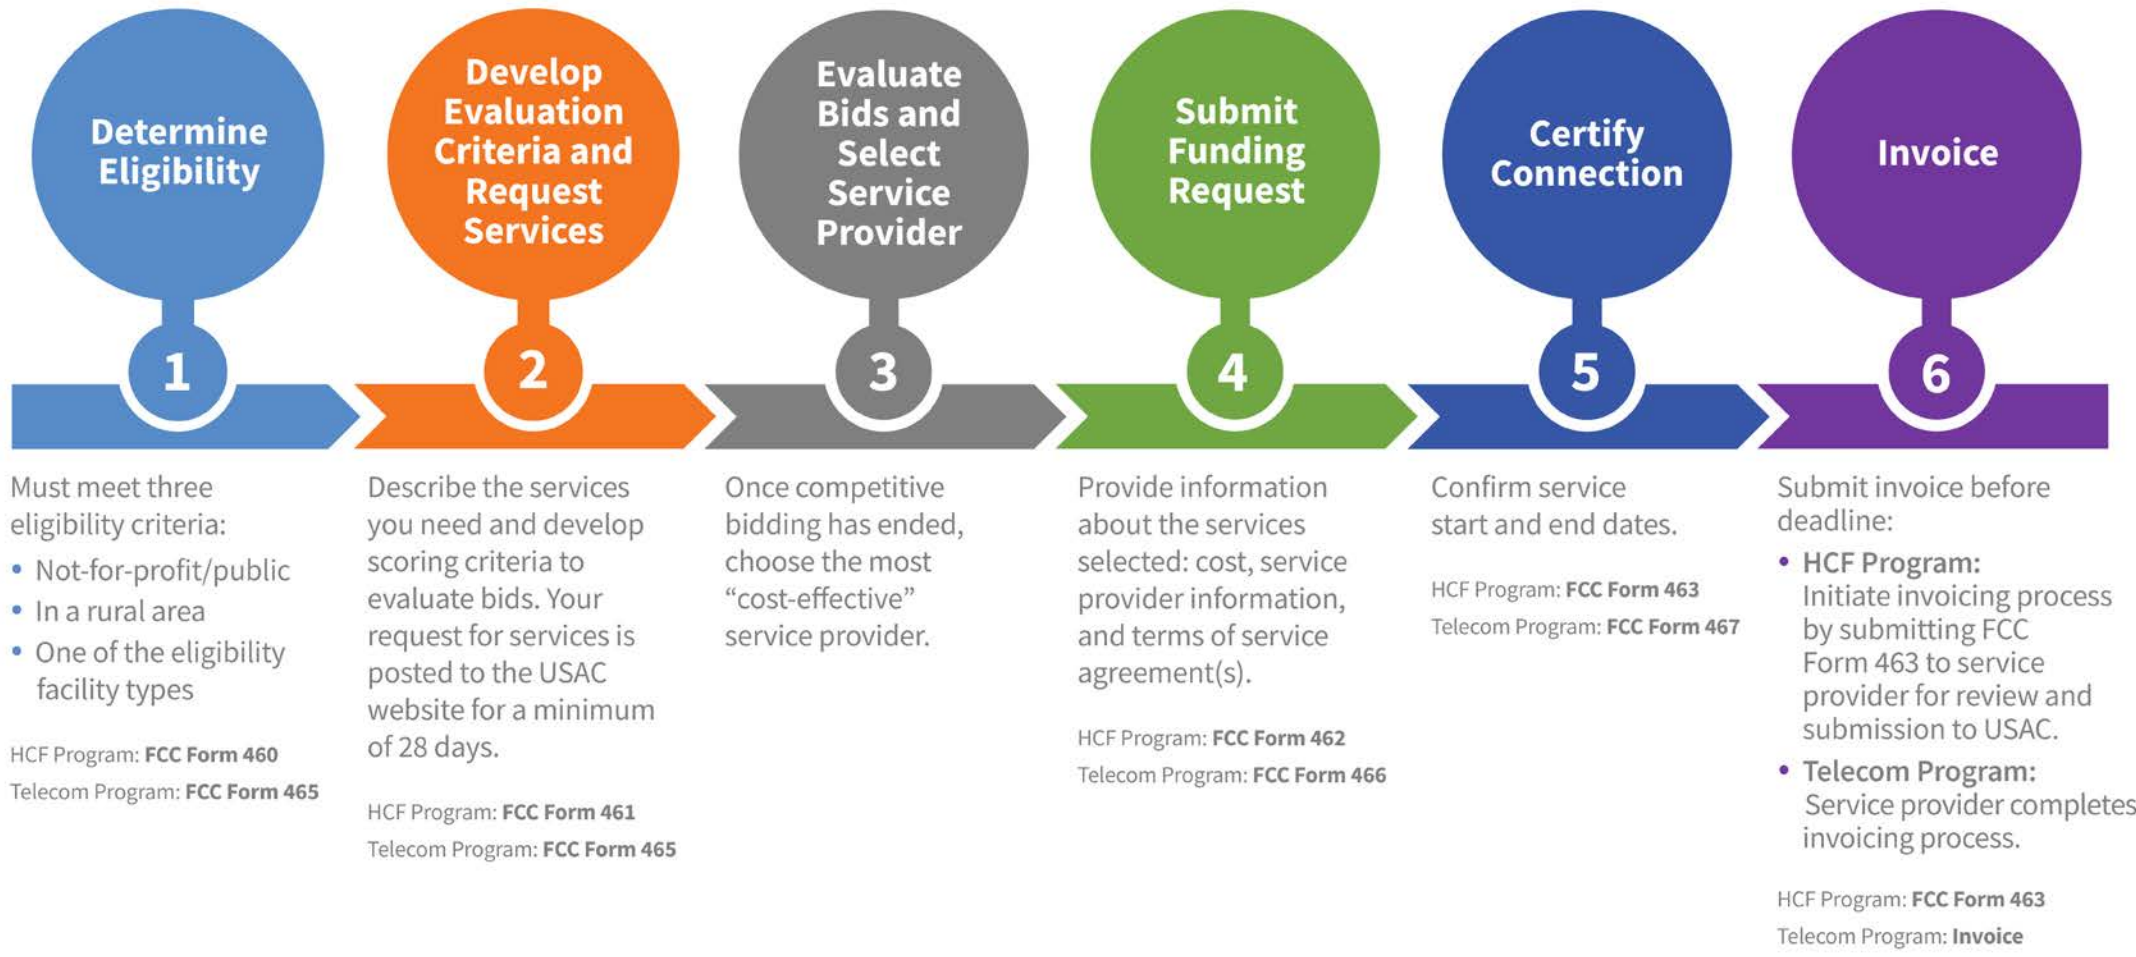 Determine
Eligibility
1
Must meet three
eligibility criteria:
• Not-for-profit/public
• In a rural area
• One of the eligibility
facility types
HCF Program: FCC Form 460
Telecom Program: FCC Form 465
Develop
Evaluation
Criteria and
Request
Services
2
Describe the services
you need and develop
scoring criteria to
evaluate bids. Your
request for services is
posted to the USAC
website for a minimum
of 28 days.
HCF Program: FCC Form 461
Telecom Program: FCC Form 465
Evaluate
Bids and
Select
Service
Provider
3
Once competitive
bidding has ended,
choose the most
“cost-effective”
service provider.
Submit
Funding
Request
4
Provide information
about the services
selected: cost, service
provider information,
and terms of service
agreement(s).
HCF Program: FCC Form 462
Telecom Program: FCC Form 466
Certify
Connection
5
Confirm service
start and end dates.
HCF Program: FCC Form 463
Telecom Program: FCC Form 467
Invoice
6
Submit invoice before
deadline:
• HCF Program:
Initiate invoicing process
by submitting FCC
Form 463 to service
provider for review and
submission to USAC.
• Telecom Program:
Service provider completes
invoicing process.
HCF Program: FCC Form 463
Telecom Program: Invoice